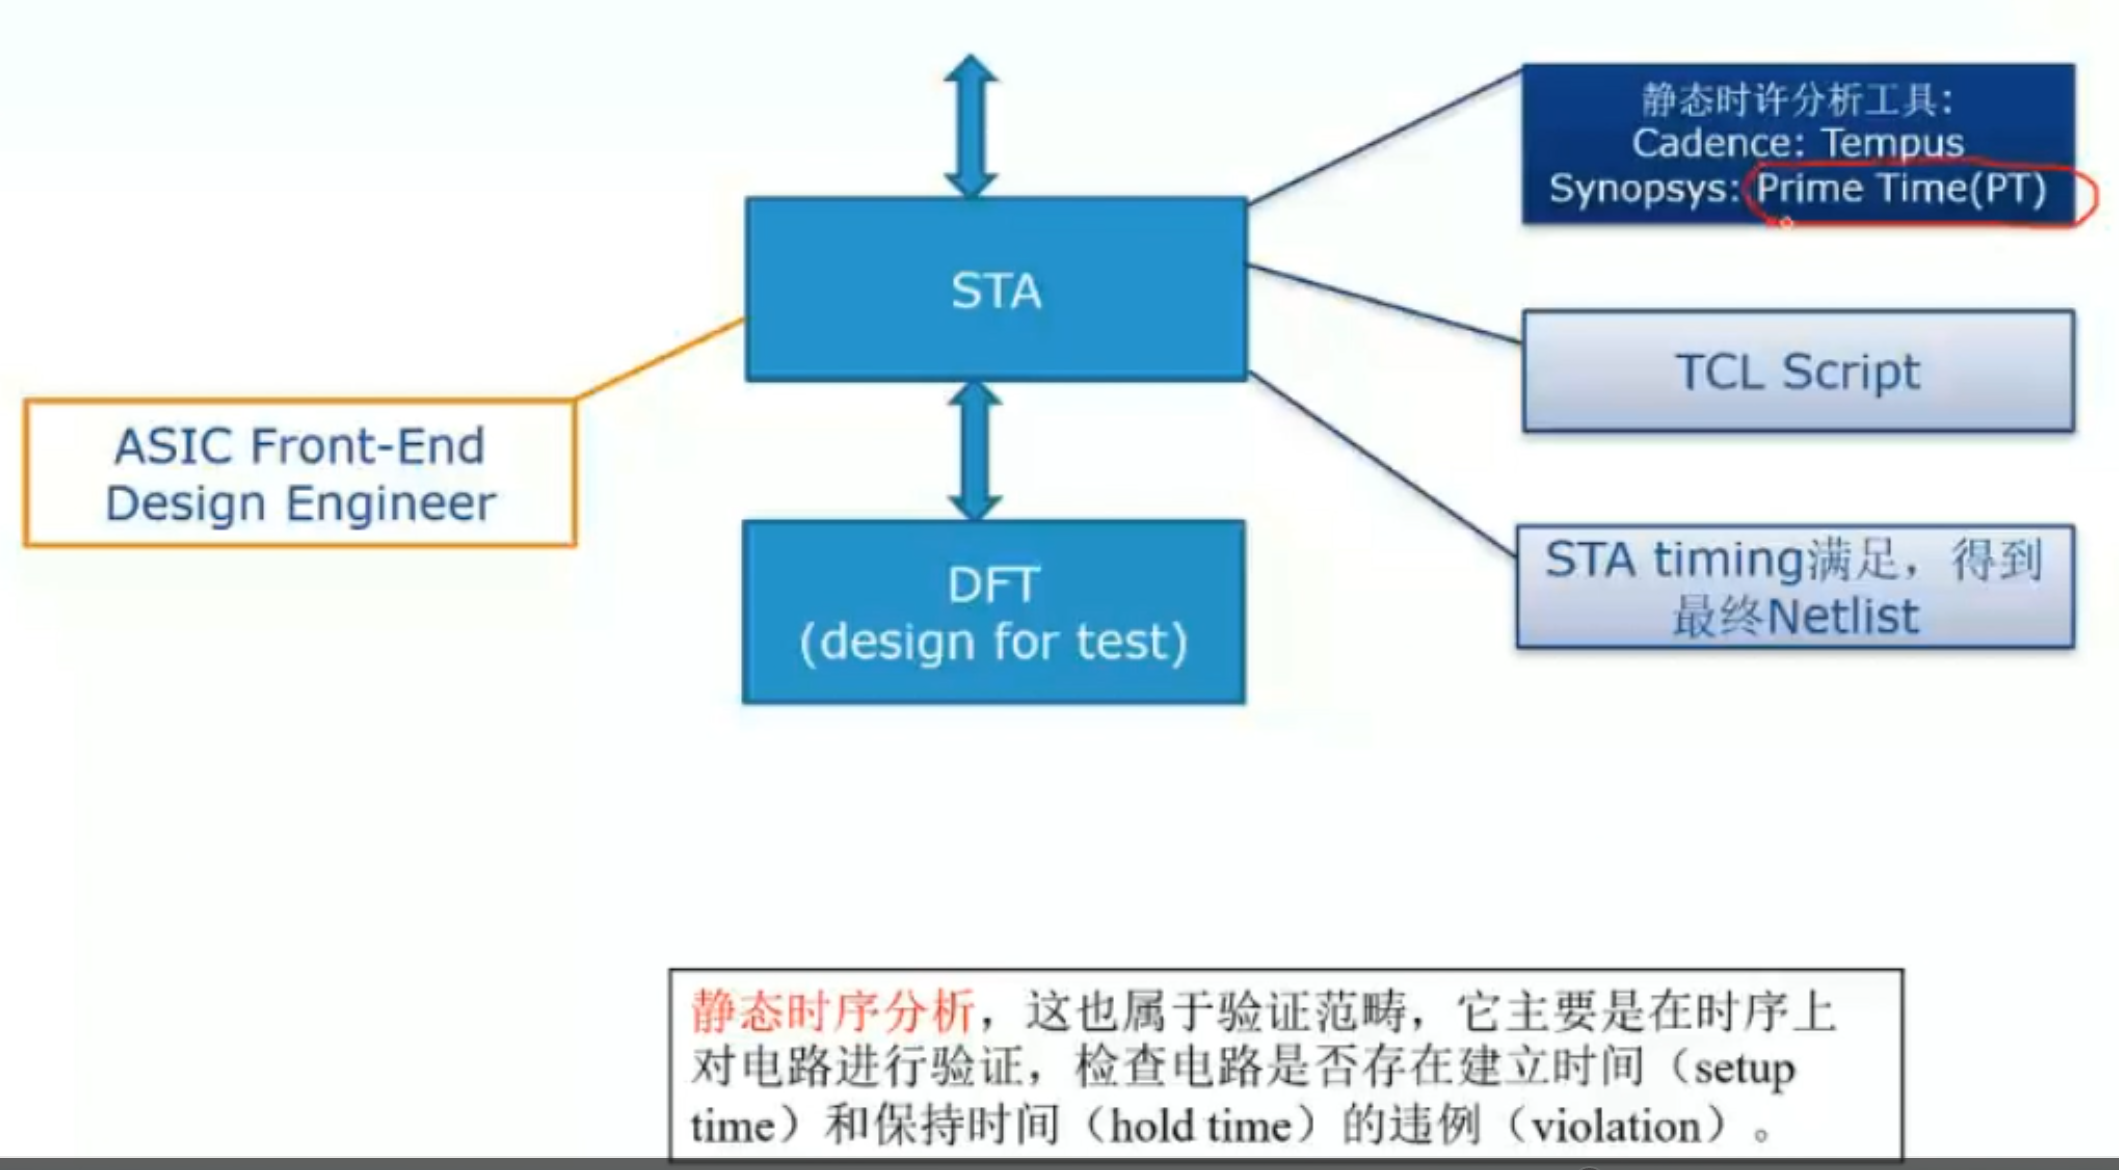 静态时许分析工具：
Cadence: Tempus
Synopsys: Prime Time(PT)
STA
TCL Script
ASIC Front-End
Design Engineer
DFT
(design for test)
STA timing满足，得到
最终Netlist
静态时序分析，这也属于验证范畴，它主要是在时序上
对电路进行验证，检查电路是否存在建立时间（setup
time）和保持时间（hold time）的违例（violation）。